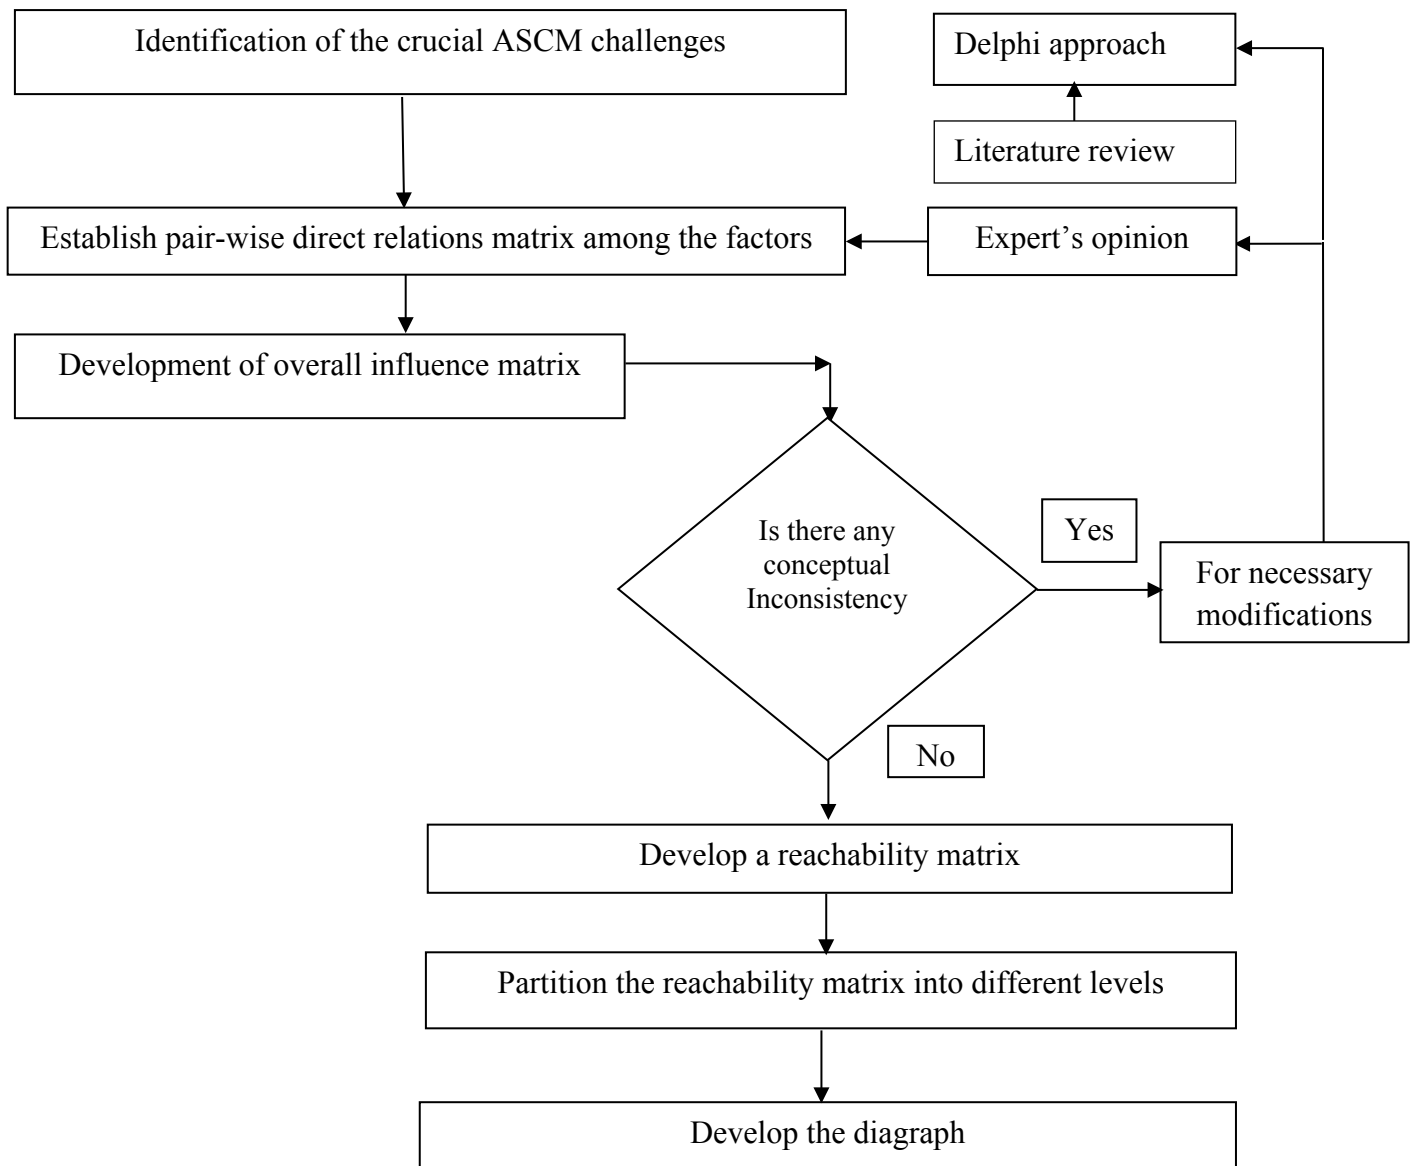 Identification of the crucial ASCM challenges
Delphi approach
Literature review
Establish pair-wise direct relations matrix among the factors
Expert’s opinion
Development of overall influence matrix
Is there any
conceptual
Inconsistency
Yes
For necessary
modifications
No
Develop a reachability matrix
Partition the reachability matrix into different levels
Develop the diagraph